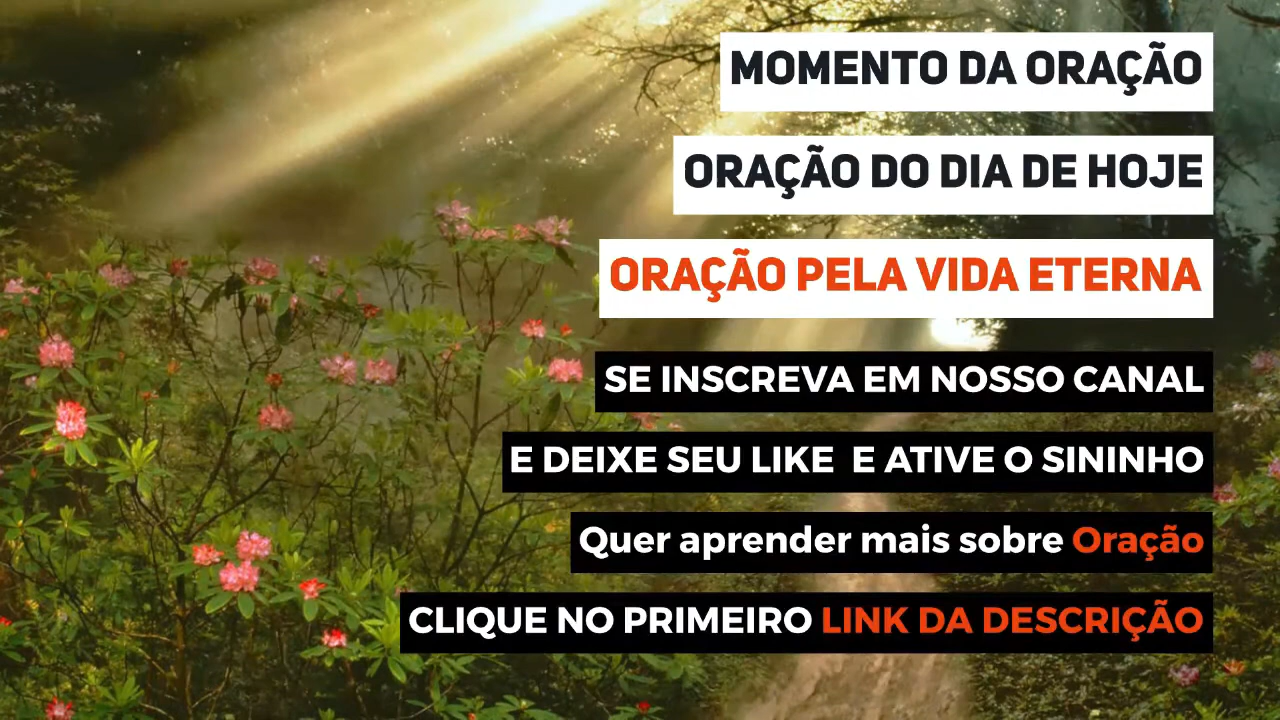 MOMENTO DA ORAÇÃO
ORAÇÃO DO DIA DE HOJE
ORAÇÃO PELA VIDA ETERNA
SE INSCREVA EM NOSSO CANAL
E DEIXE SEU LIKE E ATIVE O SININHO
Quer aprender mais sobre Oração
CLIQUE NO PRIMEIRO LINK DA DESCRIÇÃO